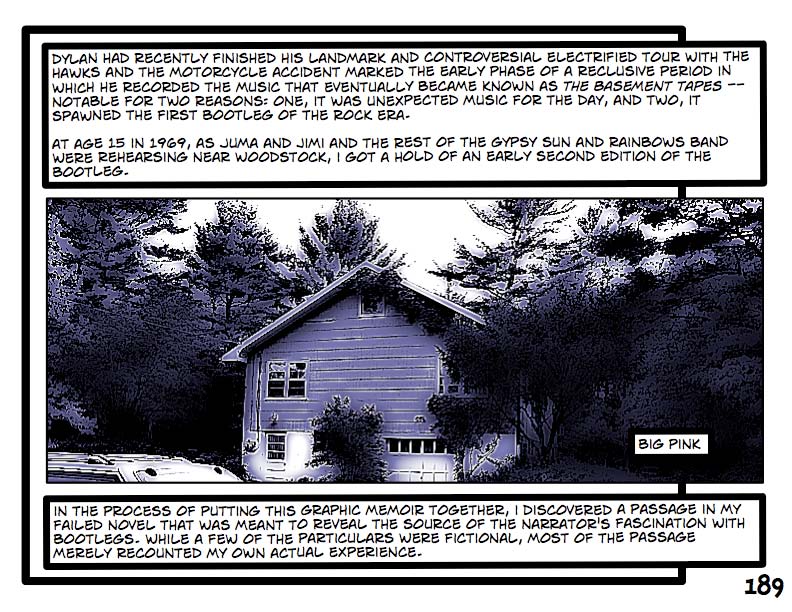 DYLAN HAD RECENTLY FINISHED HIS LANDMARK AND CONTROVERSIAL ELECTRIFIED TOUR WITH THE
HAWKS AND THE MOTORCYCLE ACCIDENT MARKED THE EARLY PHASE OF A RECLUSIVE PERIOD IN
WHICH HE RECORDED THE MUSIC THAT EVENTUALLY BECAME KNOWN AS THE BASEMENT TAPES --
NOTABLE FOR TWO REASONS: ONE, IT WAS UNEXPECTED MUSIC FOR THE DAY, AND TWO, IT
SPAWNED THE FIRST BOOTLEG OF THE ROCK ERA.
AT AGE 15 IN 1969, AS JUMA AND JIMI AND THE REST OF THE GYPSY SUN AND RAINBOWS BAND
WERE REHEARSING NEAR WOODSTOCK, I GOT A HOLD OF AN EARLY SECOND EDITION OF THE
BOOTLEG.
BIG PINK
IN THE PROCESS OF PUTTING THIS GRAPHIC MEMOIR TOGETHER, I DISCOVERED A PASSAGE IN MY
FAILED NOVEL THAT WAS MEANT TO REVEAL THE SOURCE OF THE NARRATOR'S FASCINATION WITH
BOOTLEGS. WHILE A FEW OF THE PARTICULARS WERE FICTIONAL, MOST OF THE PASSAGE
MERELY RECOUNTED MY OWN ACTUAL EXPERIENCE.
189